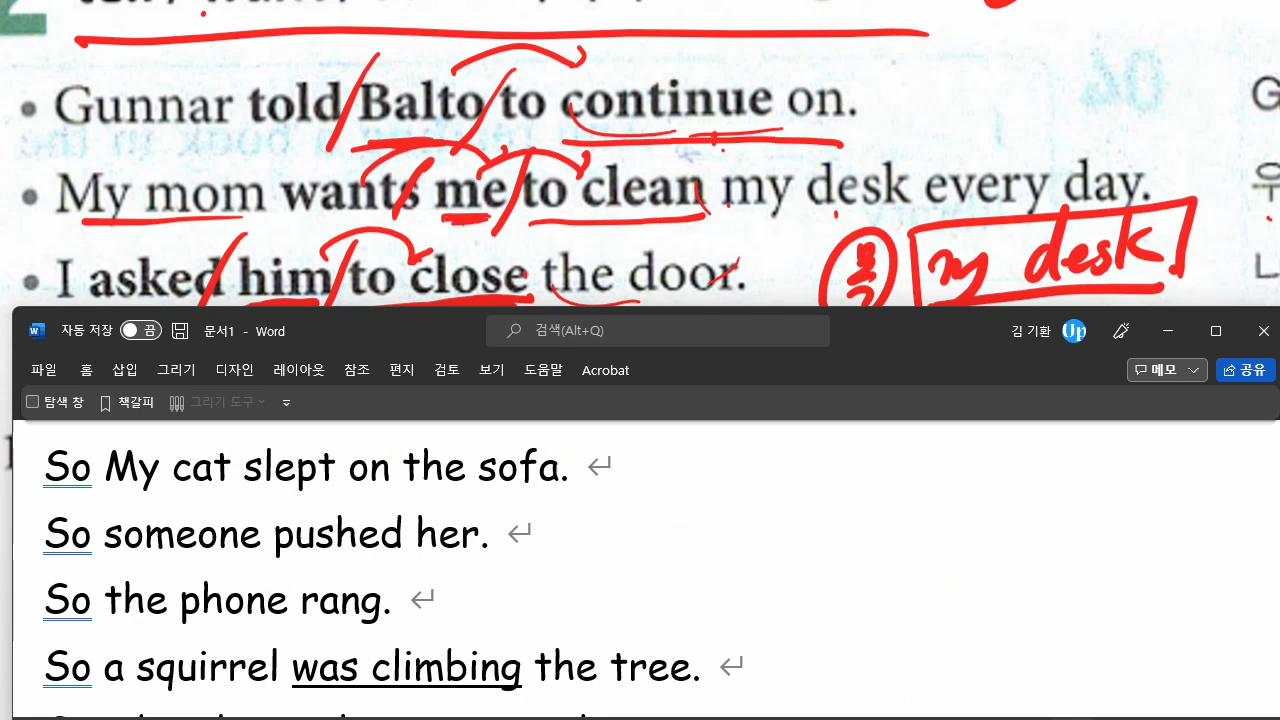 Gunnar told Balto to continue on.
My mom wants me to clean my desk every day.
my desk
I asked him to close the door.
자동 저장 끔 문서1 - Word 검색(Alt+Q) 김 기환 Up
파일 홈 삽입 그리기 디자인 레이아웃 참조 편지 검토 보기 도움말 Acrobat 메모 공유
탐색 창 책갈피 그리기 도구
So My cat slept on the sofa.
So someone pushed her.
So the phone rang.
So a squirrel was climbing the tree.